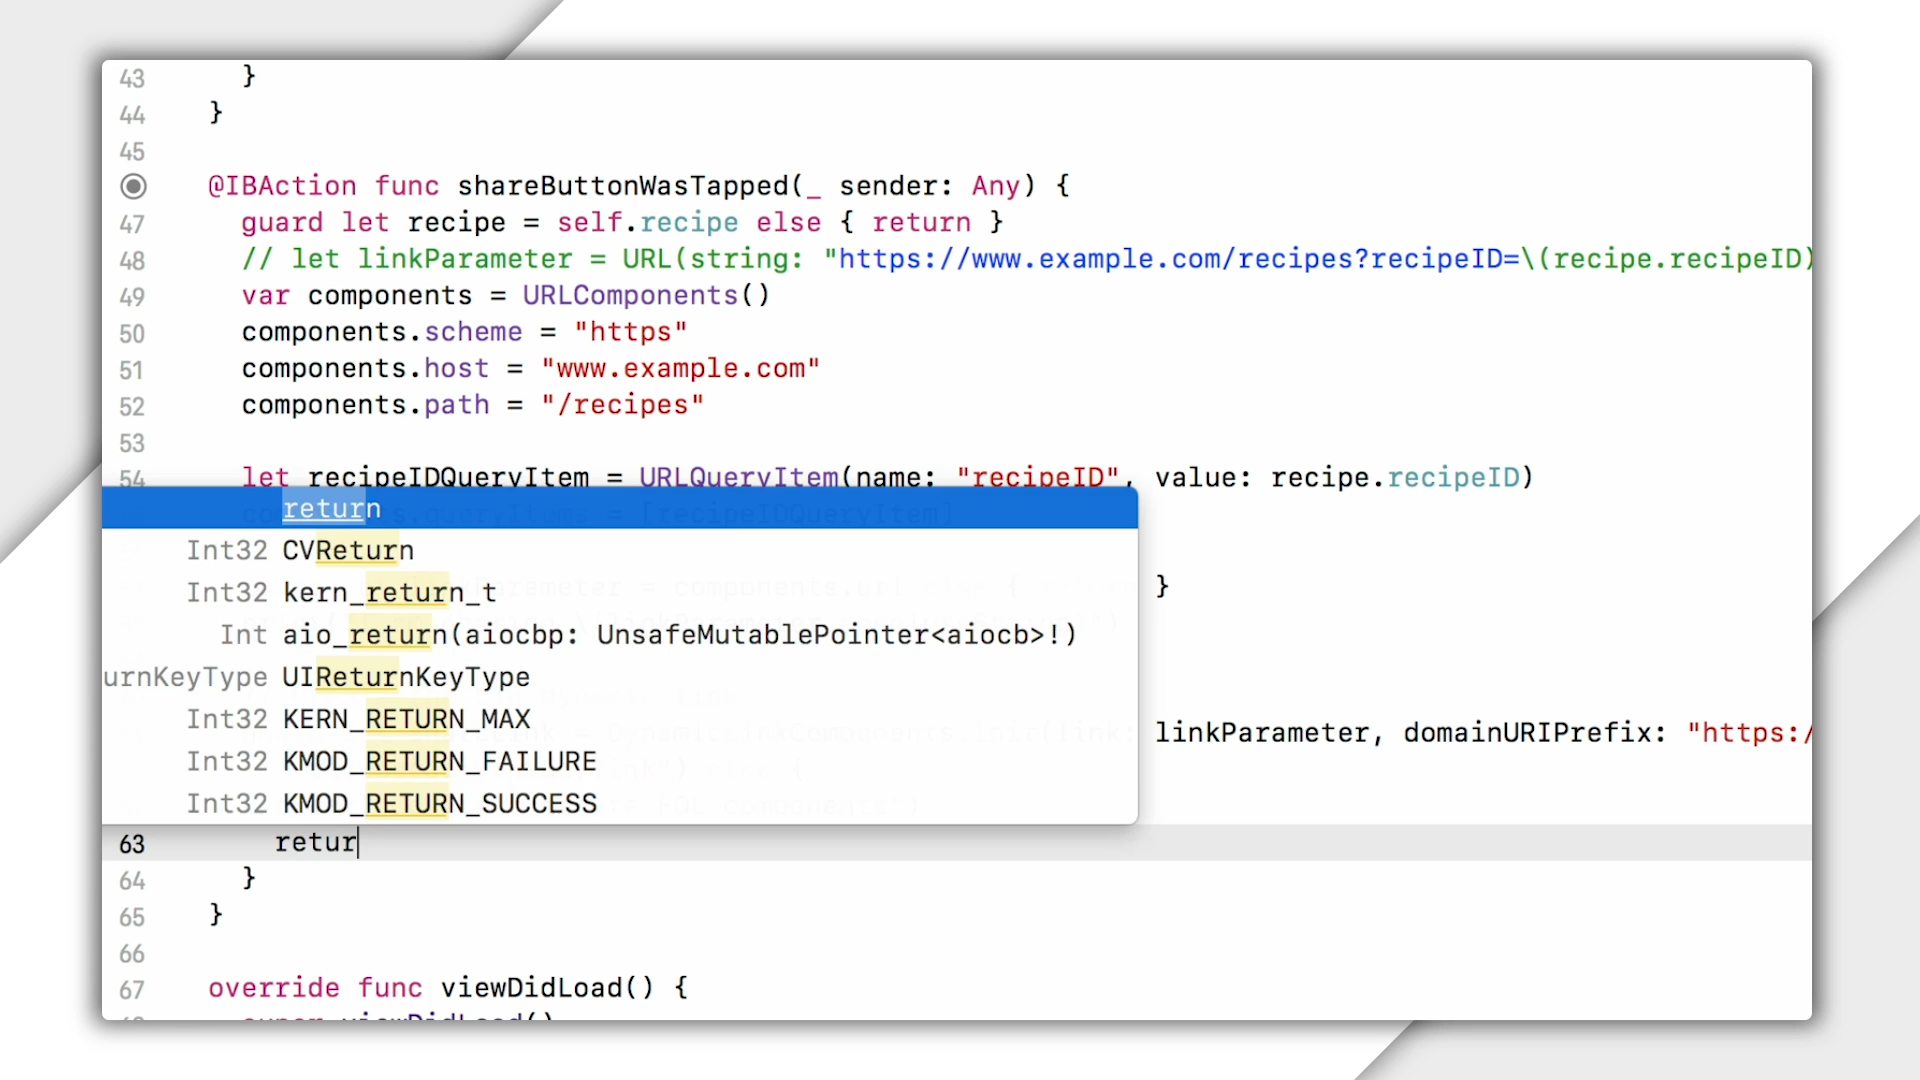 43 }
44 }
45
@IBAction func shareButtonWasTapped(_ sender: Any) {
47 guard let recipe = self.recipe else { return }
48 // let linkParameter = URL(string: "https://www.example.com/recipes?recipeID=\(recipe.recipeID)
49 var components = URLComponents()
50 components.scheme = "https"
51 components.host = "www.example.com"
52 components.path = "/recipes"
53
54 let recipeIDQueryItem = URLQueryItem(name: "recipeID", value: recipe.recipeID)
return
Int32 CVReturn
}
Int32 kern_return_t
Int aio_return(aiocbp: UnsafeMutablePointer<aiocb>!)
urnKeyType UIReturnKeyType
Int32 KERN_RETURN_MAX
linkParameter, domainURIPrefix: "https:/
Int32 KMOD_RETURN_FAILURE
Int32 KMOD_RETURN_SUCCESS
63 retur
64 }
65 }
66
67 override func viewDidLoad() {
super.viewDidLoad()